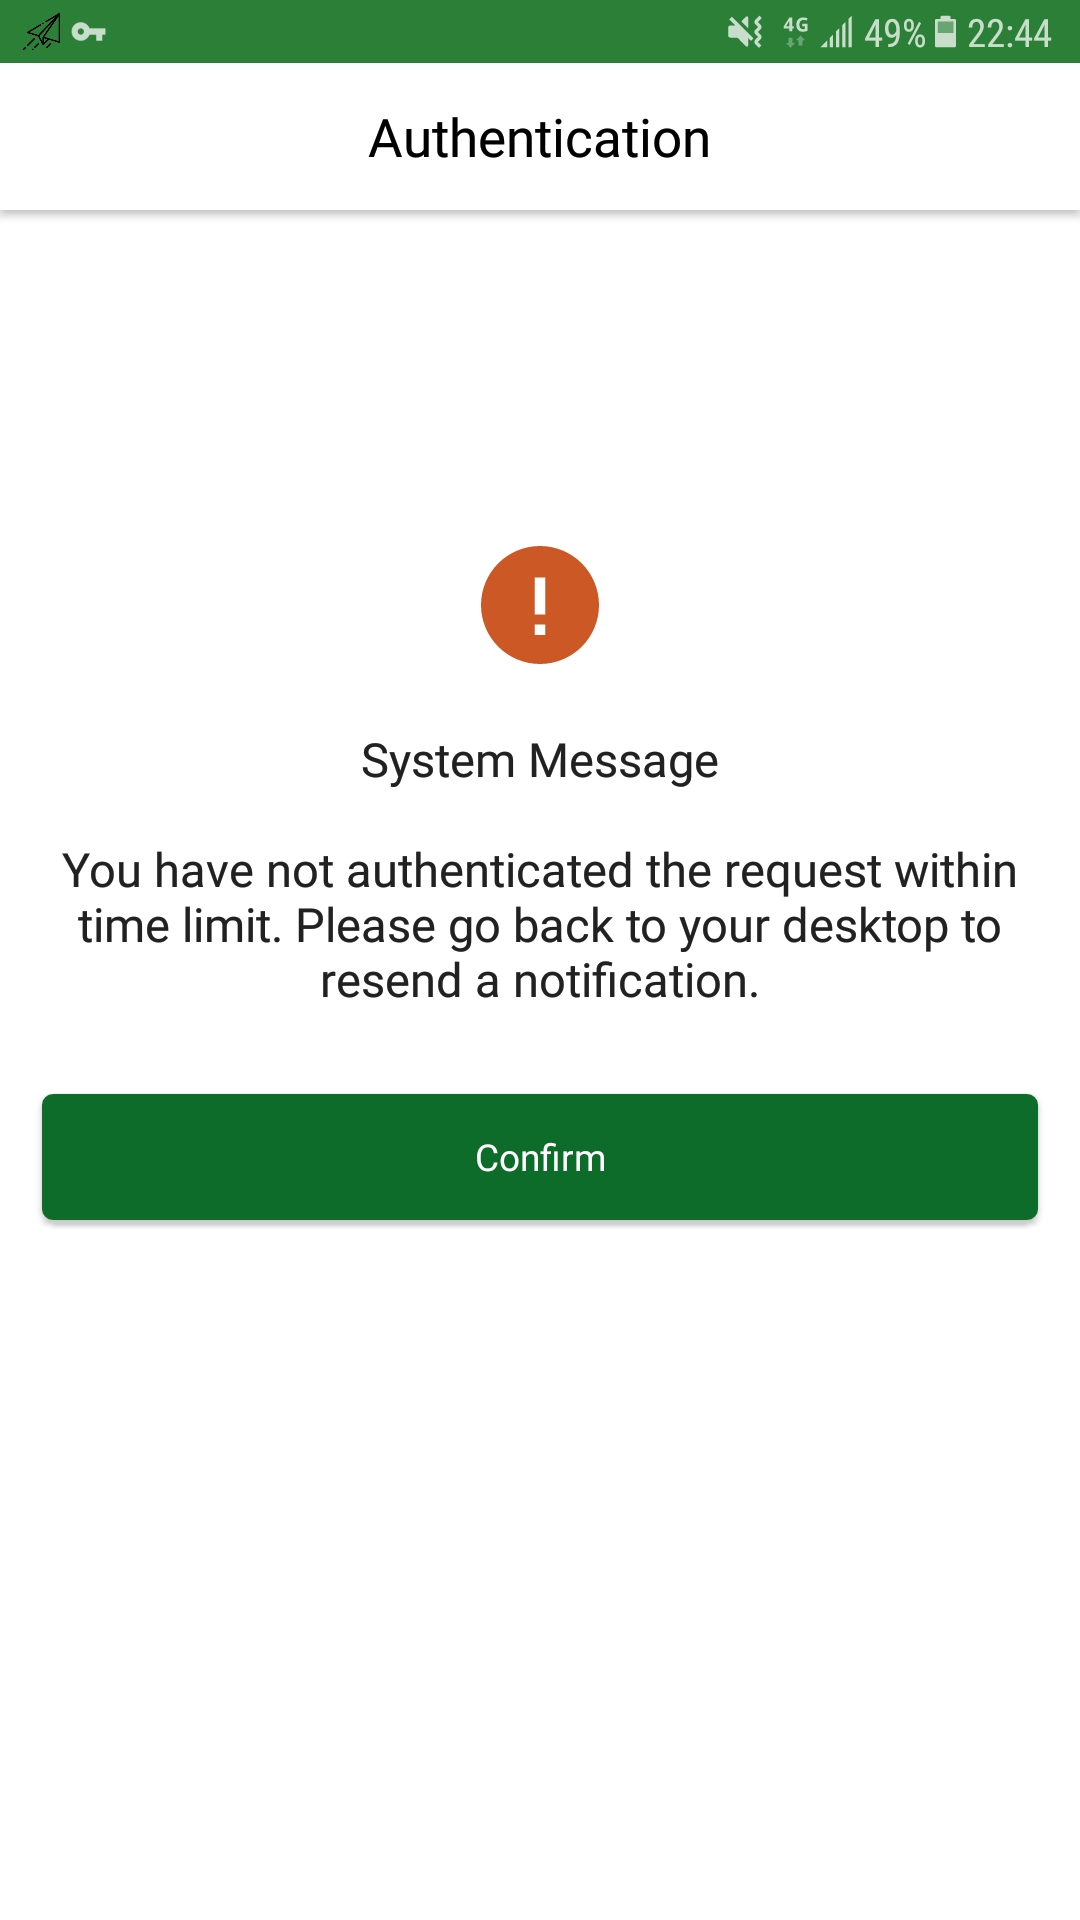 4G 49% 22:44
Authentication
!
System Message
You have not authenticated the request within
time limit. Please go back to your desktop to
resend a notification.
Confirm